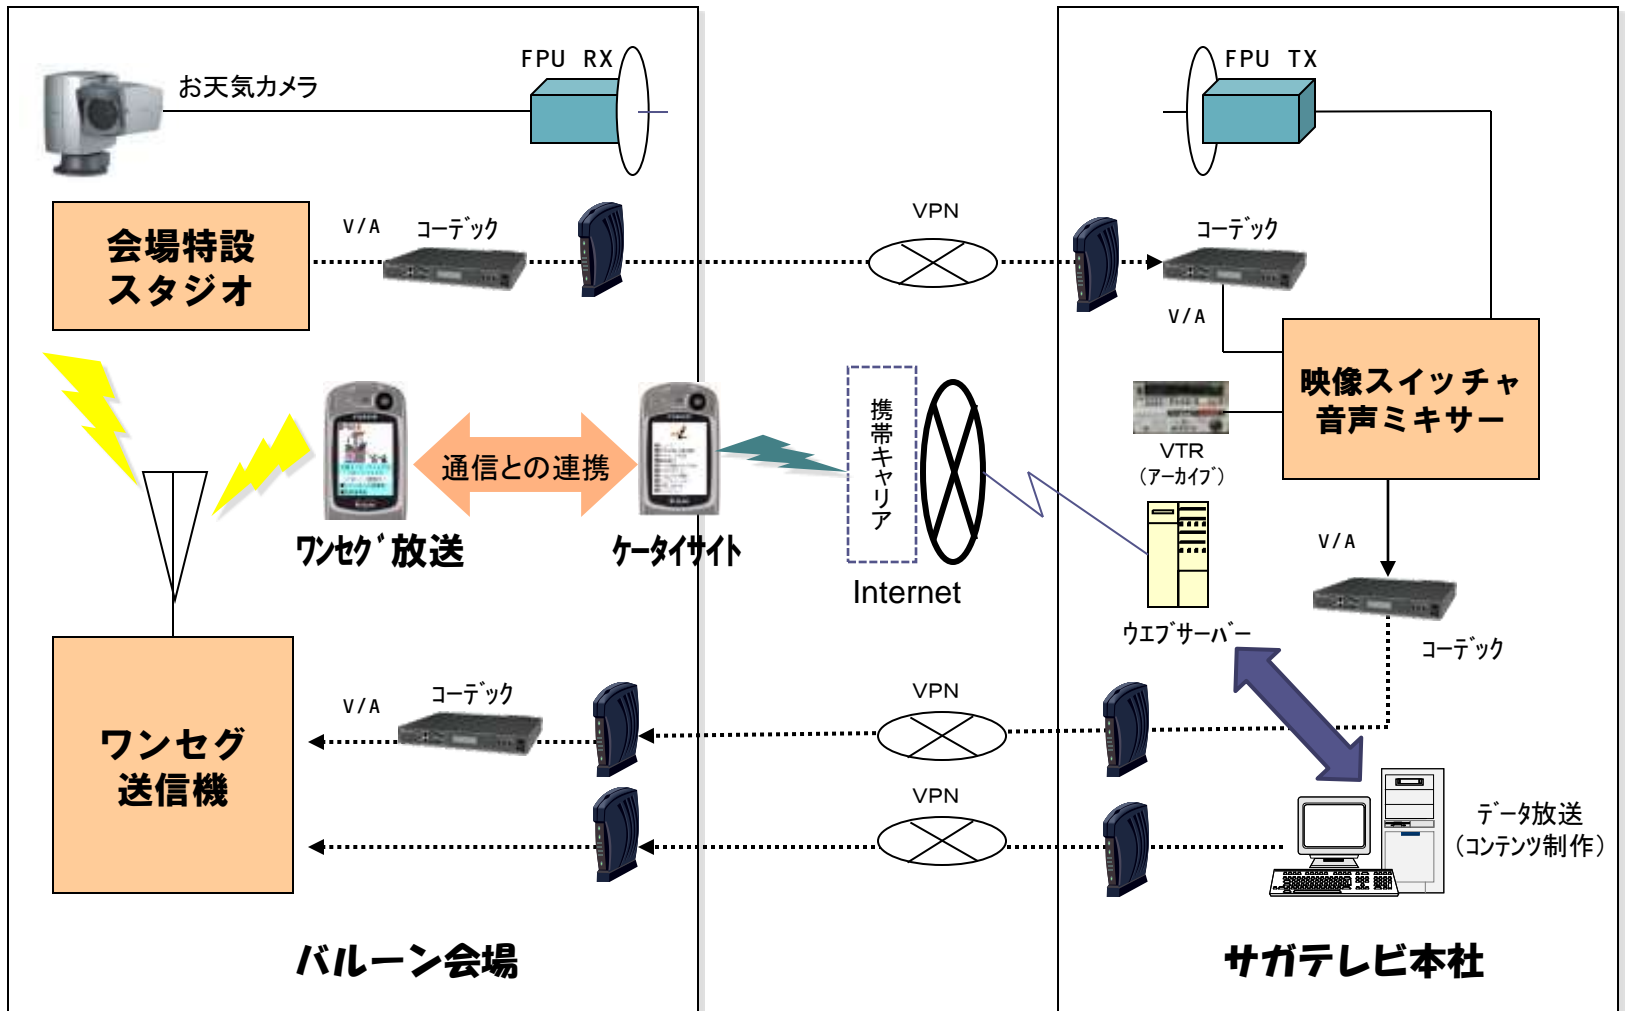 FPU RX
FPU TX
お天気カメラ
会場特設
スタジオ
V/A
コーデック
VPN
コーデック
V/A
映像スイッチャ
音声ミキサー
VTR
(アーカイブ)
通信との連携
携帯キャリア
ワンセグ放送
ケータイサイト
Internet
V/A
ウエブサーバー
コーデック
ワンセグ
送信機
V/A
コーデック
VPN
VPN
データ放送
(コンテンツ制作)
バルーン会場
サガテレビ本社